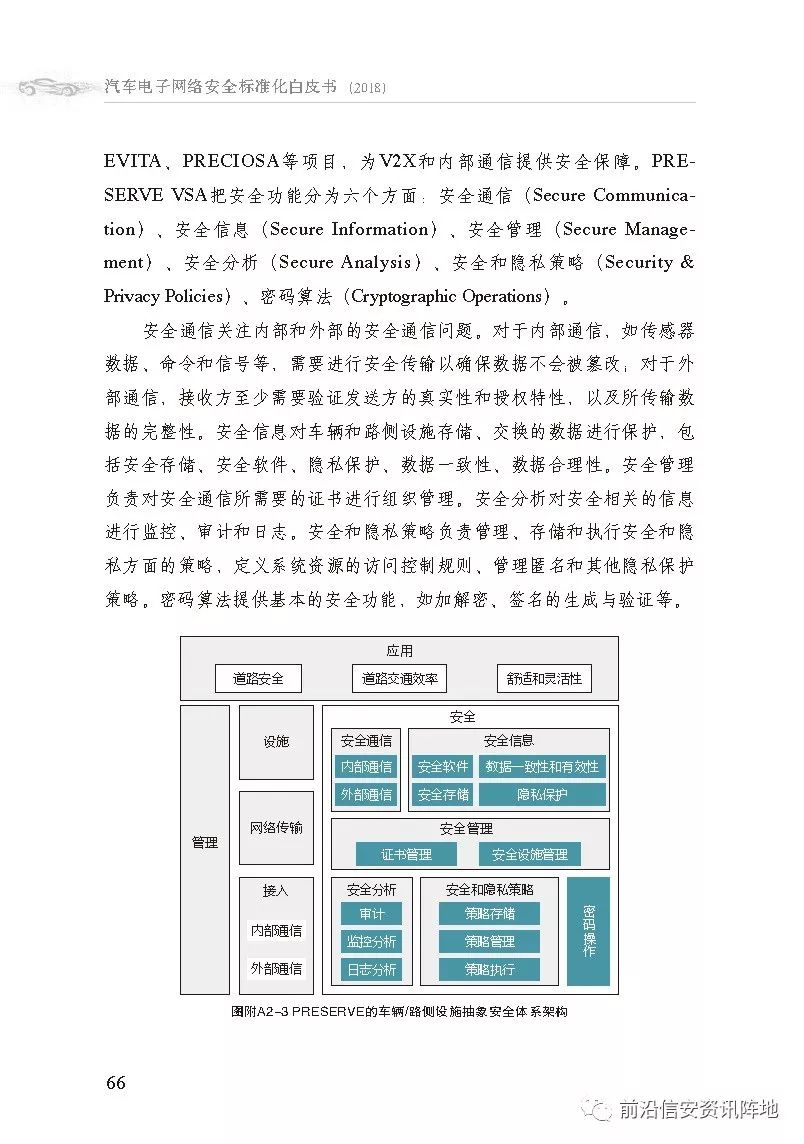 汽车电子网络安全标准化白皮书 (2018)
EVITA、PRECIOSA等项目，为V2X和内部通信提供安全保障。PRE-
SERVE VSA把安全功能分为六个方面：安全通信（Secure Communica-
tion）、安全信息（Secure Information）、安全管理（Secure Manage-
ment）、安全分析（Secure Analysis）、安全和隐私策略（Security &
Privacy Policies）、密码算法（Cryptographic Operations）。
安全通信关注内部和外部的安全通信问题。对于内部通信，如传感器
数据、命令和信号等，需要进行安全传输以确保数据不会被篡改；对于外
部通信，接收方至少需要验证发送方的真实性和授权特性，以及所传输数
据的完整性。安全信息对车辆和路侧设施存储、交换的数据进行保护，包
括安全存储、安全软件、隐私保护、数据一致性、数据合理性。安全管理
负责对安全通信所需要的证书进行组织管理。安全分析对安全相关的信息
进行监控、审计和日志。安全和隐私策略负责管理、存储和执行安全和隐
私方面的策略，定义系统资源的访问控制规则、管理匿名和其他隐私保护
策略。密码算法提供基本的安全功能，如加解密、签名的生成与验证等。
应用
道路安全
道路交通效率
舒适和灵活性
管理
设施
网络传输
接入
内部通信
外部通信
安全
安全通信
内部通信
外部通信
安全信息
安全软件
数据一致性和有效性
安全存储
隐私保护
安全管理
证书管理
安全设施管理
安全分析
审计
监控分析
日志分析
安全和隐私策略
策略存储
策略管理
策略执行
密码操作
图附A2-3 PRESERVE的车辆/路侧设施抽象安全体系架构
66
前沿信安资讯阵地